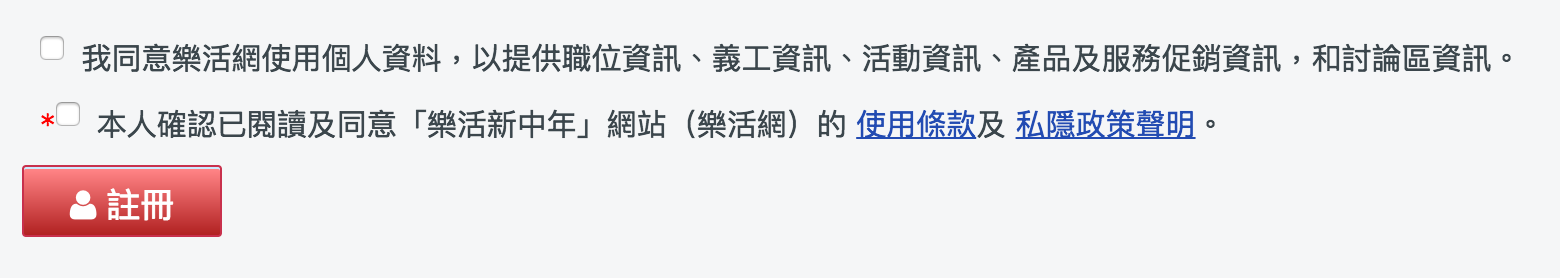 我同意樂活網使用個人資料，以提供職位資訊、義工資訊、活動資訊、產品及服務促銷資訊，和討論區資訊。
*本人確認已閱讀及同意「樂活新中年」網站（樂活網）的 使用條款及 私隱政策聲明。
註冊